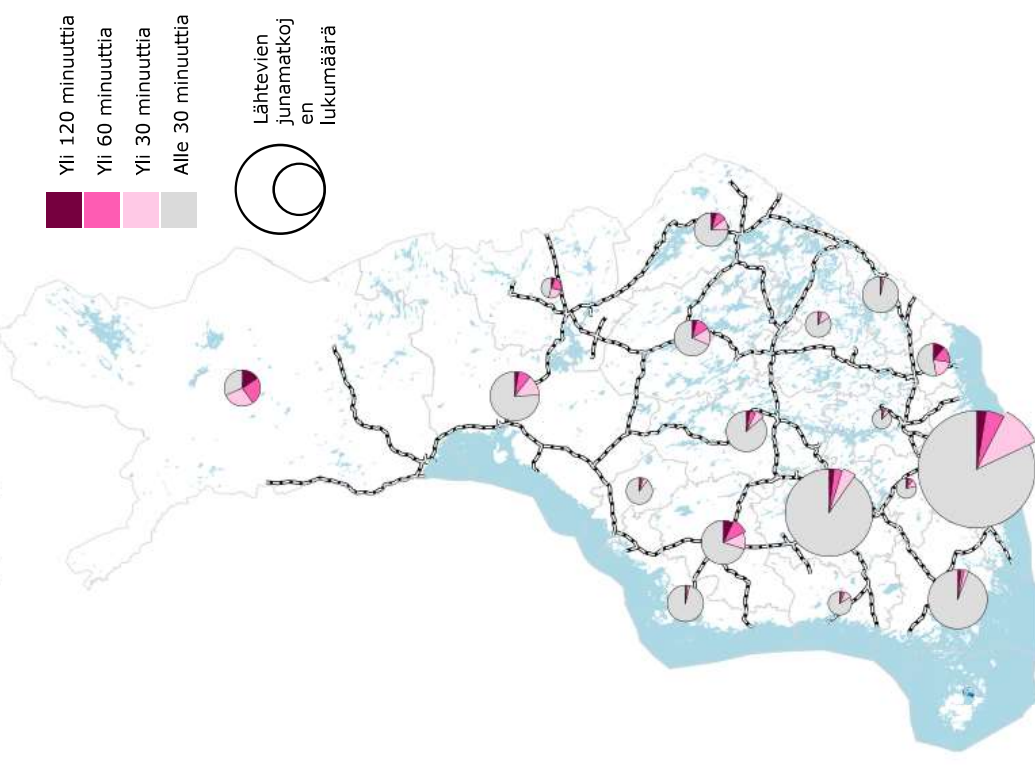 Yli 120 minuuttia
Yli 60 minuuttia
Yli 30 minuuttia
Alle 30 minuuttia
Lähtevien
junamatkoj
en
lukumäärä